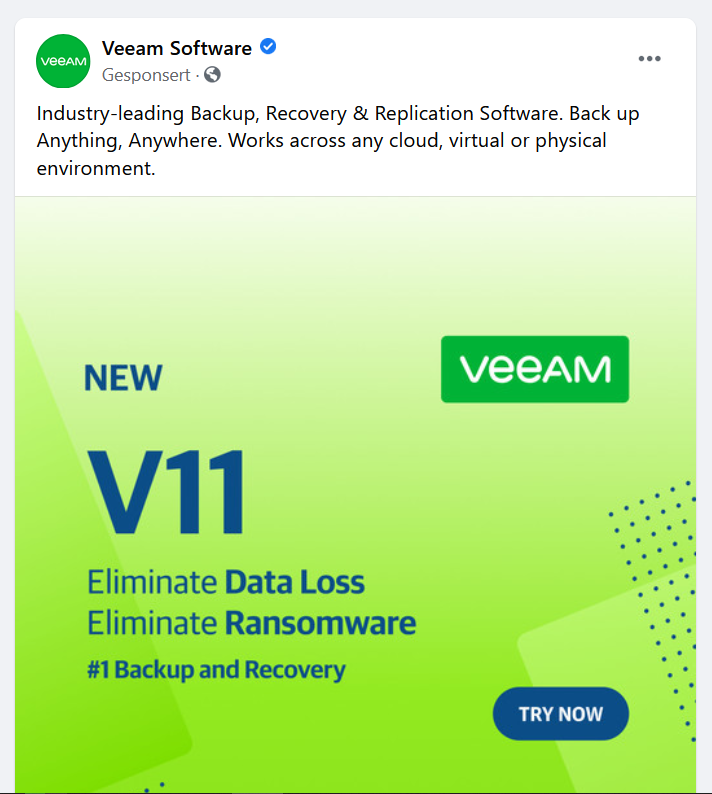 veeAM
Veeam Software
Gesponsert ·
Industry-leading Backup, Recovery & Replication Software. Back up
Anything, Anywhere. Works across any cloud, virtual or physical
environment.
NEW
veeAM
V11
Eliminate Data Loss
Eliminate Ransomware
#1 Backup and Recovery
TRY NOW